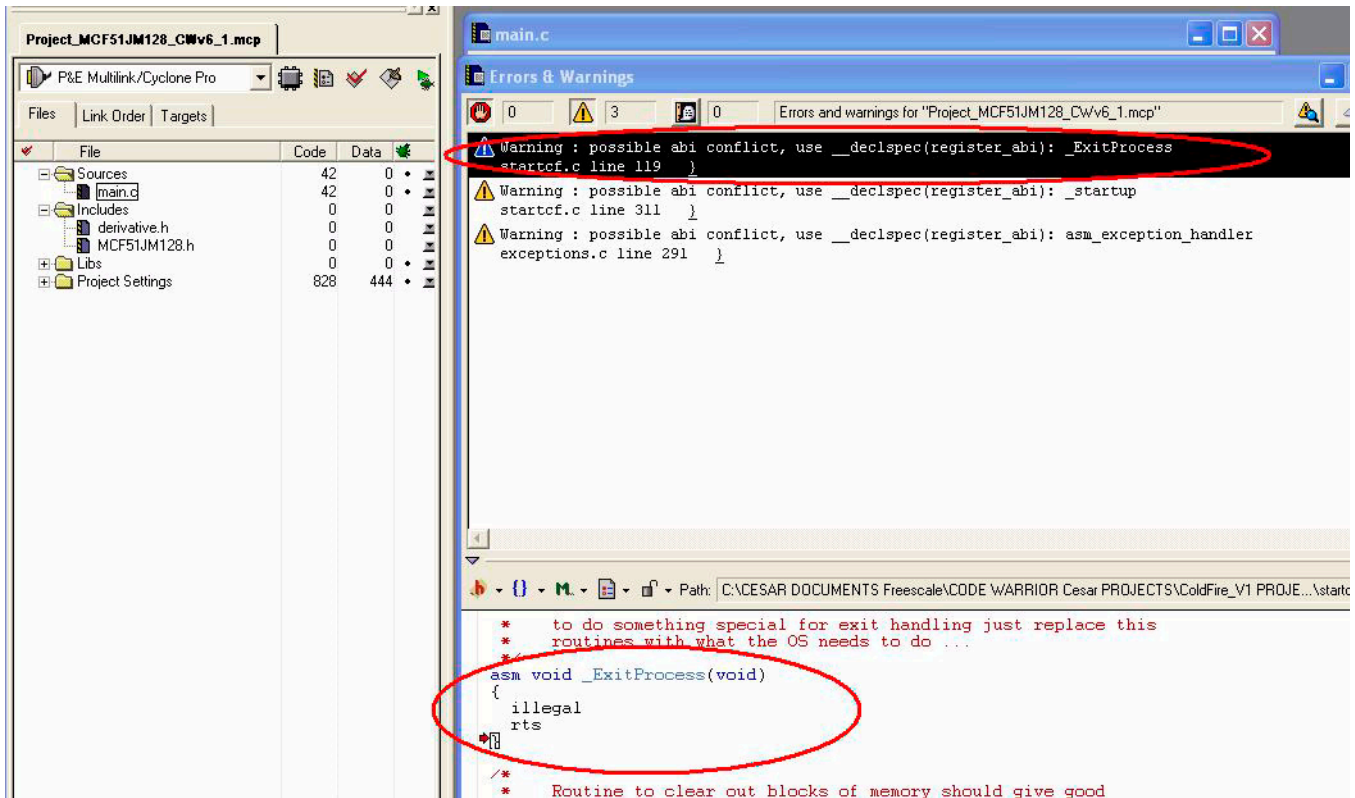 Project_MCF51JM128_CWv6_1.mcp
P&E Multilink/Cyclone Pro
Files Link Order Targets
File Code Data
Sources 42 0
main.c 42 0
Includes 0 0
derivative.h 0 0
MCF51JM128.h 0 0
Libs 0 0
Project Settings 828 444
main.c
Errors & Warnings
0 3 0 Errors and warnings for "Project_MCF51JM128_CWv6_1.mcp"
Warning : possible abi conflict, use __declspec(register_abi): _ExitProcess
startcf.c line 119 }
Warning : possible abi conflict, use __declspec(register_abi): _startup
startcf.c line 311 }
Warning : possible abi conflict, use __declspec(register_abi): asm_exception_handler
exceptions.c line 291 }
.h {} M. Path: C:\CESAR DOCUMENTS Freescale\CODE WARRIOR Cesar PROJECTS\ColdFire_V1 PROJE...\startc
* to do something special for exit handling just replace this
* routines with what the OS needs to do ...
*/
asm void _ExitProcess(void)
{
illegal
rts
}
/*
* Routine to clear out blocks of memory should give good